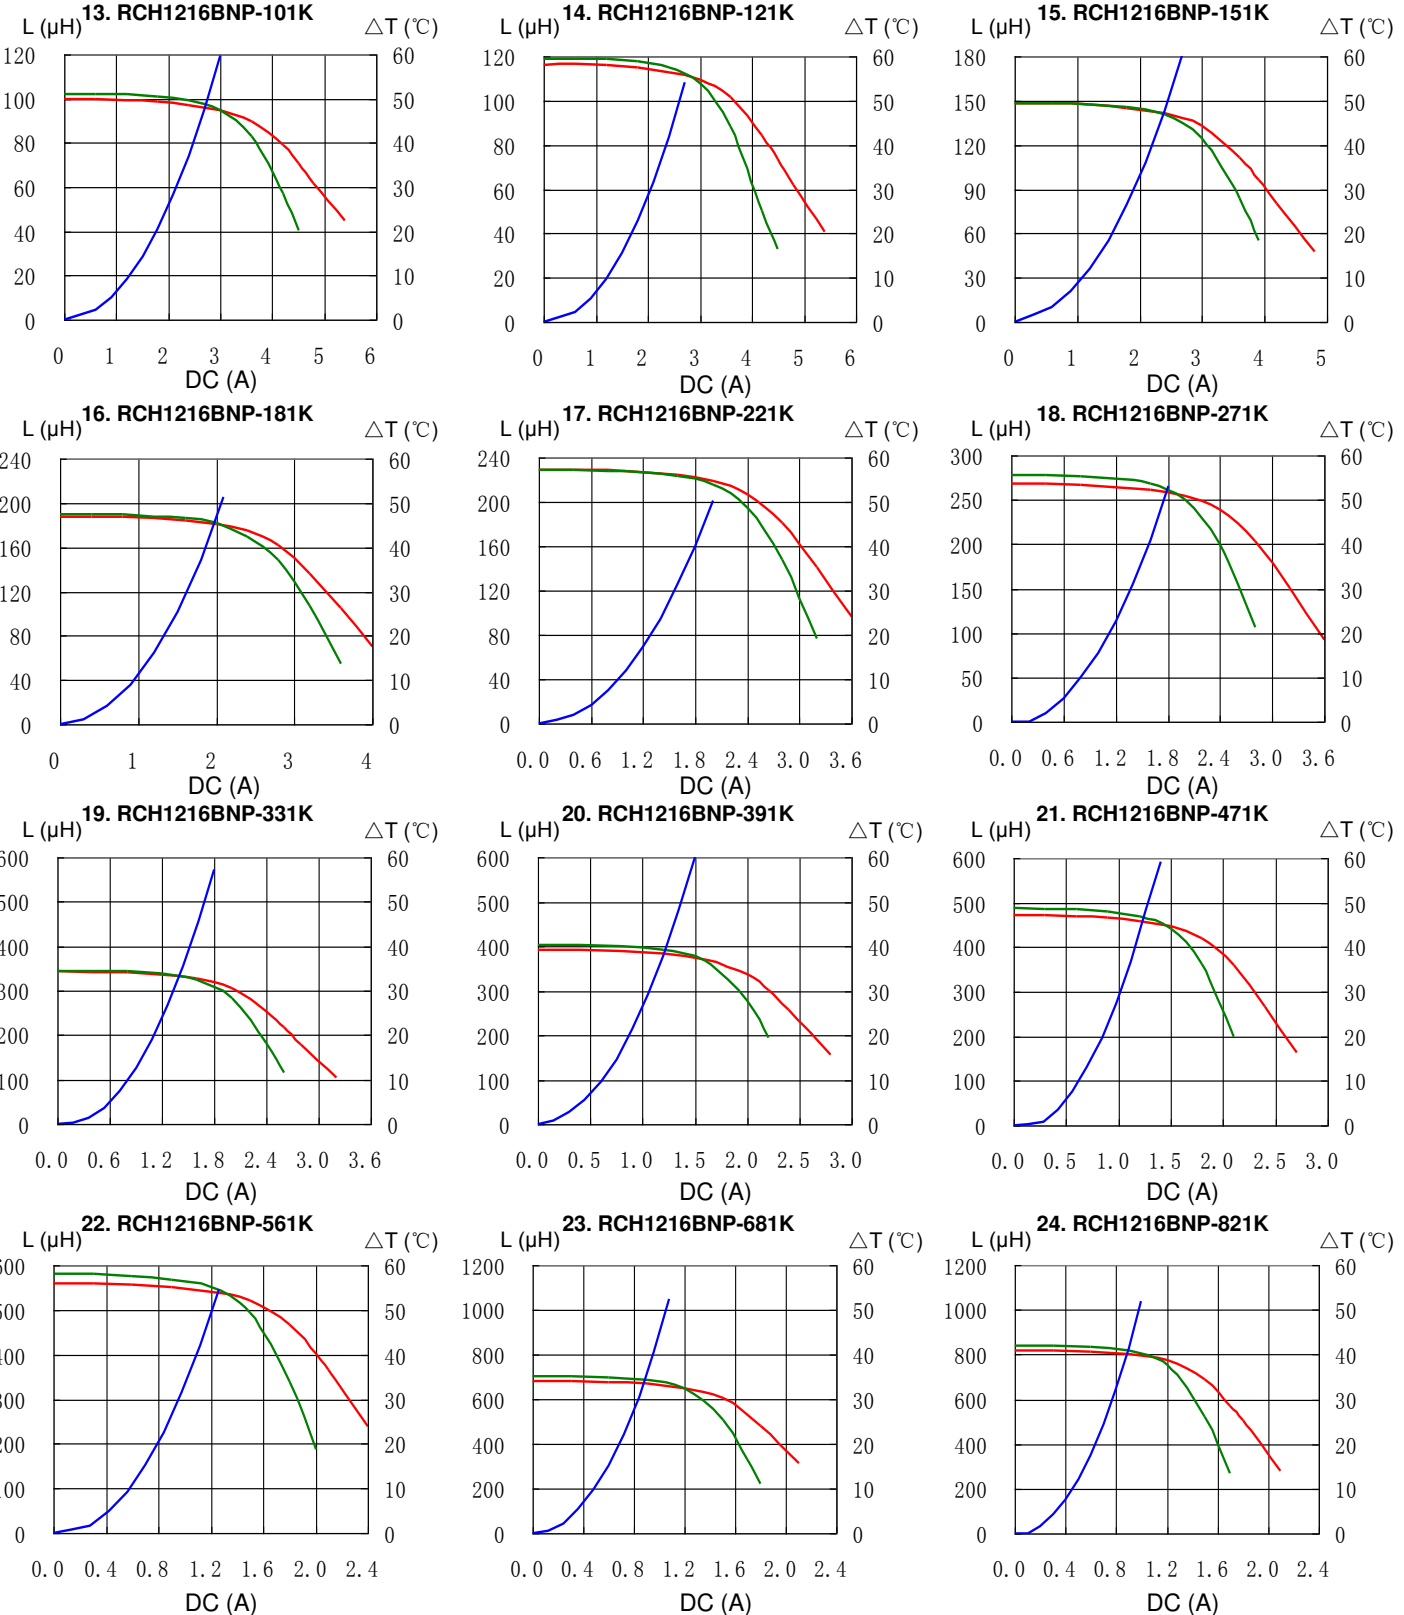 13. RCH1216BNP-101K
L (μH) △T (℃)
120 60
100 50
80 40
60 30
40 20
20 10
0 0
0 1 2 3 4 5 6
DC (A)
14. RCH1216BNP-121K
L (μH) △T (℃)
120 60
100 50
80 40
60 30
40 20
20 10
0 0
0 1 2 3 4 5 6
DC (A)
15. RCH1216BNP-151K
L (μH) △T (℃)
180 60
150 50
120 40
90 30
60 20
30 10
0 0
0 1 2 3 4 5
DC (A)
16. RCH1216BNP-181K
L (μH) △T (℃)
240 60
200 50
160 40
120 30
80 20
40 10
0 0
0 1 2 3 4
DC (A)
17. RCH1216BNP-221K
L (μH) △T (℃)
240 60
200 50
160 40
120 30
80 20
40 10
0 0
0.0 0.6 1.2 1.8 2.4 3.0 3.6
DC (A)
18. RCH1216BNP-271K
L (μH) △T (℃)
300 60
250 50
200 40
150 30
100 20
50 10
0 0
0.0 0.6 1.2 1.8 2.4 3.0 3.6
DC (A)
19. RCH1216BNP-331K
L (μH) △T (℃)
600 60
500 50
400 40
300 30
200 20
100 10
0 0
0.0 0.6 1.2 1.8 2.4 3.0 3.6
DC (A)
20. RCH1216BNP-391K
L (μH) △T (℃)
600 60
500 50
400 40
300 30
200 20
100 10
0 0
0.0 0.5 1.0 1.5 2.0 2.5 3.0
DC (A)
21. RCH1216BNP-471K
L (μH) △T (℃)
600 60
500 50
400 40
300 30
200 20
100 10
0 0
0.0 0.5 1.0 1.5 2.0 2.5 3.0
DC (A)
22. RCH1216BNP-561K
L (μH) △T (℃)
600 60
500 50
400 40
300 30
200 20
100 10
0 0
0.0 0.4 0.8 1.2 1.6 2.0 2.4
DC (A)
23. RCH1216BNP-681K
L (μH) △T (℃)
1200 60
1000 50
800 40
600 30
400 20
200 10
0 0
0.0 0.4 0.8 1.2 1.6 2.0 2.4
DC (A)
24. RCH1216BNP-821K
L (μH) △T (℃)
1200 60
1000 50
800 40
600 30
400 20
200 10
0 0
0.0 0.4 0.8 1.2 1.6 2.0 2.4
DC (A)